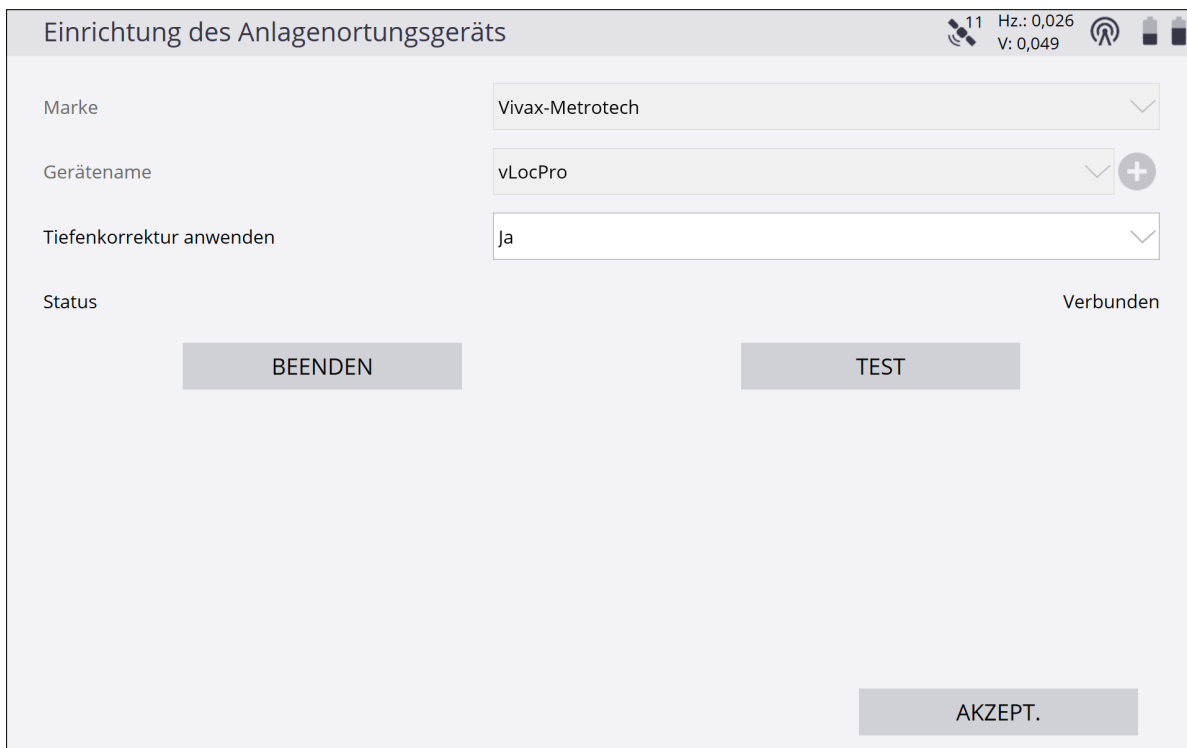 Einrichtung des Anlagenortungsgeräts
11
Hz.: 0,026
V: 0,049
Marke
Vivax-Metrotech
Gerätename
vLocPro
Tiefenkorrektur anwenden
Ja
Status
Verbunden
BEENDEN
TEST
AKZEPT.